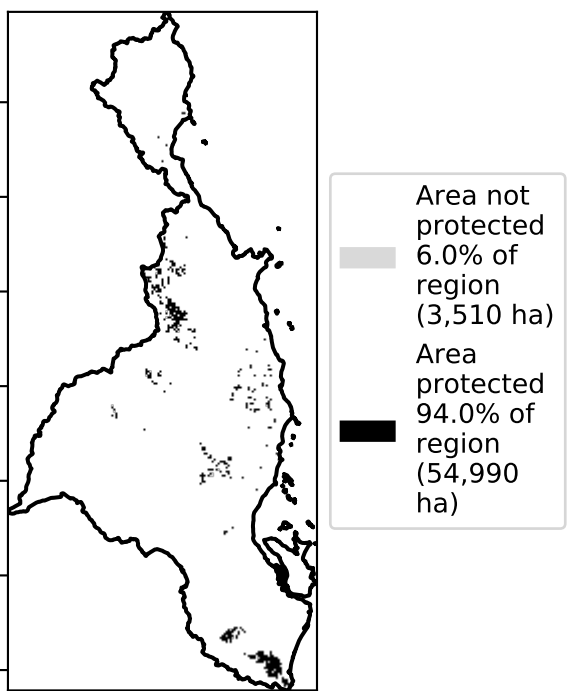 Area not
protected
6.0% of
region
(3,510 ha)
Area
protected
94.0% of
region
(54,990
ha)